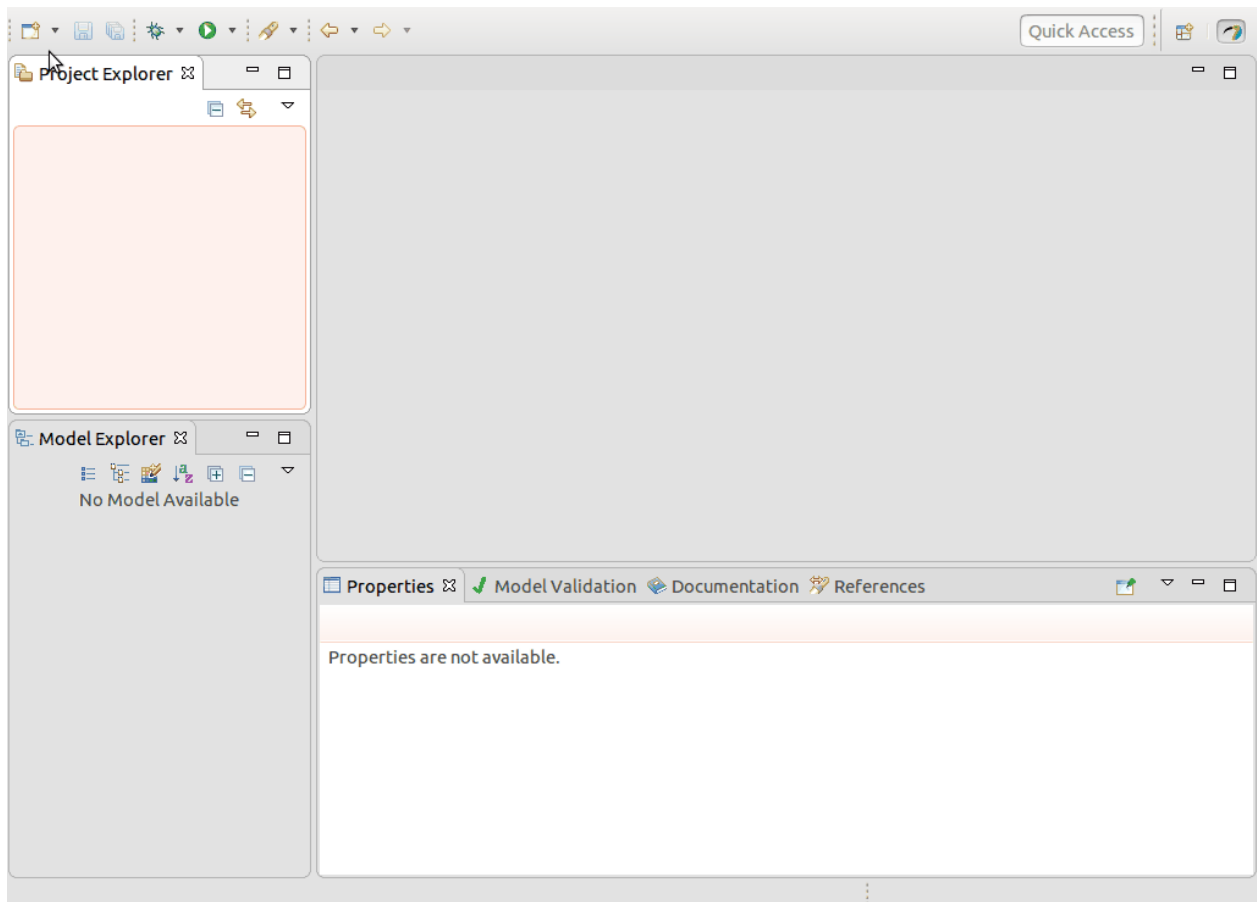 Quick Access
Project Explorer
Model Explorer
No Model Available
Properties Model Validation Documentation References
Properties are not available.